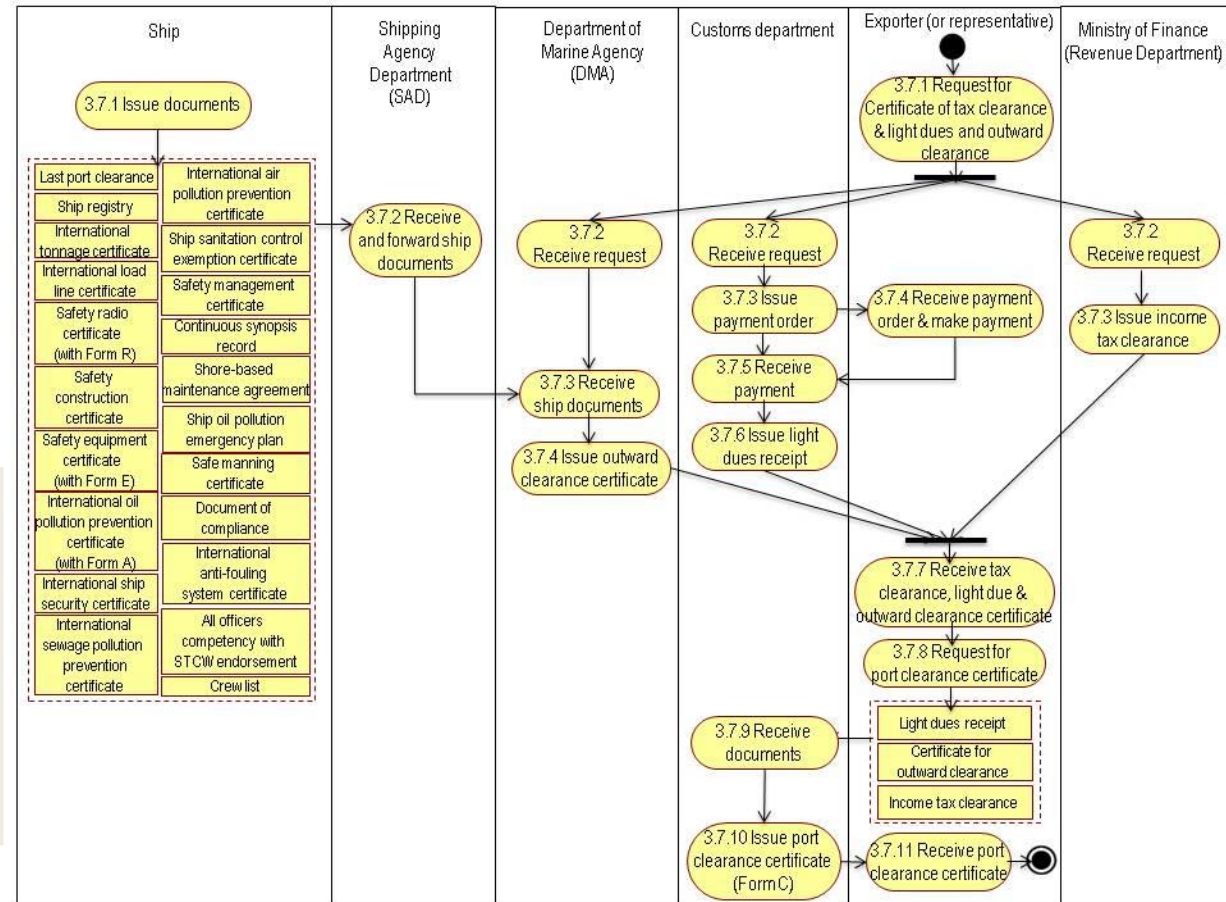 Ship
Shipping
Agency
Department
(SAD)
Department of
Marine Agency
(DMA)
Customs department
Exporter (or representative)
Ministry of Finance
(Revenue Department)
3.7.1 Issue documents
Last port clearance
Ship registry
International
tonnage certificate
International load
line certificate
Safety radio
certificate
(with Form R)
Safety
construction
certificate
Safety equipment
certificate
(with Form E)
International oil
pollution prevention
certificate
(with Form A)
International ship
security certificate
International
sewage pollution
prevention
certificate
International air
pollution prevention
certificate
Ship sanitation control
exemption certificate
Safety management
certificate
Continuous synopsis
record
Shore-based
maintenance agreement
Ship oil pollution
emergency plan
Safe manning
certificate
Document of
compliance
International
anti-fouling
system certificate
All officers
competency with
STCW endorsement
Crew list
3.7.2 Receive
and forward ship
documents
3.7.2
Receive request
3.7.3 Receive
ship documents
3.7.4 Issue outward
clearance certificate
3.7.2
Receive request
3.7.3 Issue
payment order
3.7.5 Receive
payment
3.7.6 Issue light
dues receipt
3.7.9 Receive
documents
3.7.10 Issue port
clearance certificate
(Form C)
3.7.1 Request for
Certificate of tax clearance
& light dues and outward
clearance
3.7.4 Receive payment
order & make payment
3.7.7 Receive tax
clearance, light due &
outward clearance certificate
3.7.8 Request for
port clearance certificate
Light dues receipt
Certificate for
outward clearance
Income tax clearance
3.7.11 Receive port
clearance certificate
3.7.2
Receive request
3.7.3 Issue income
tax clearance